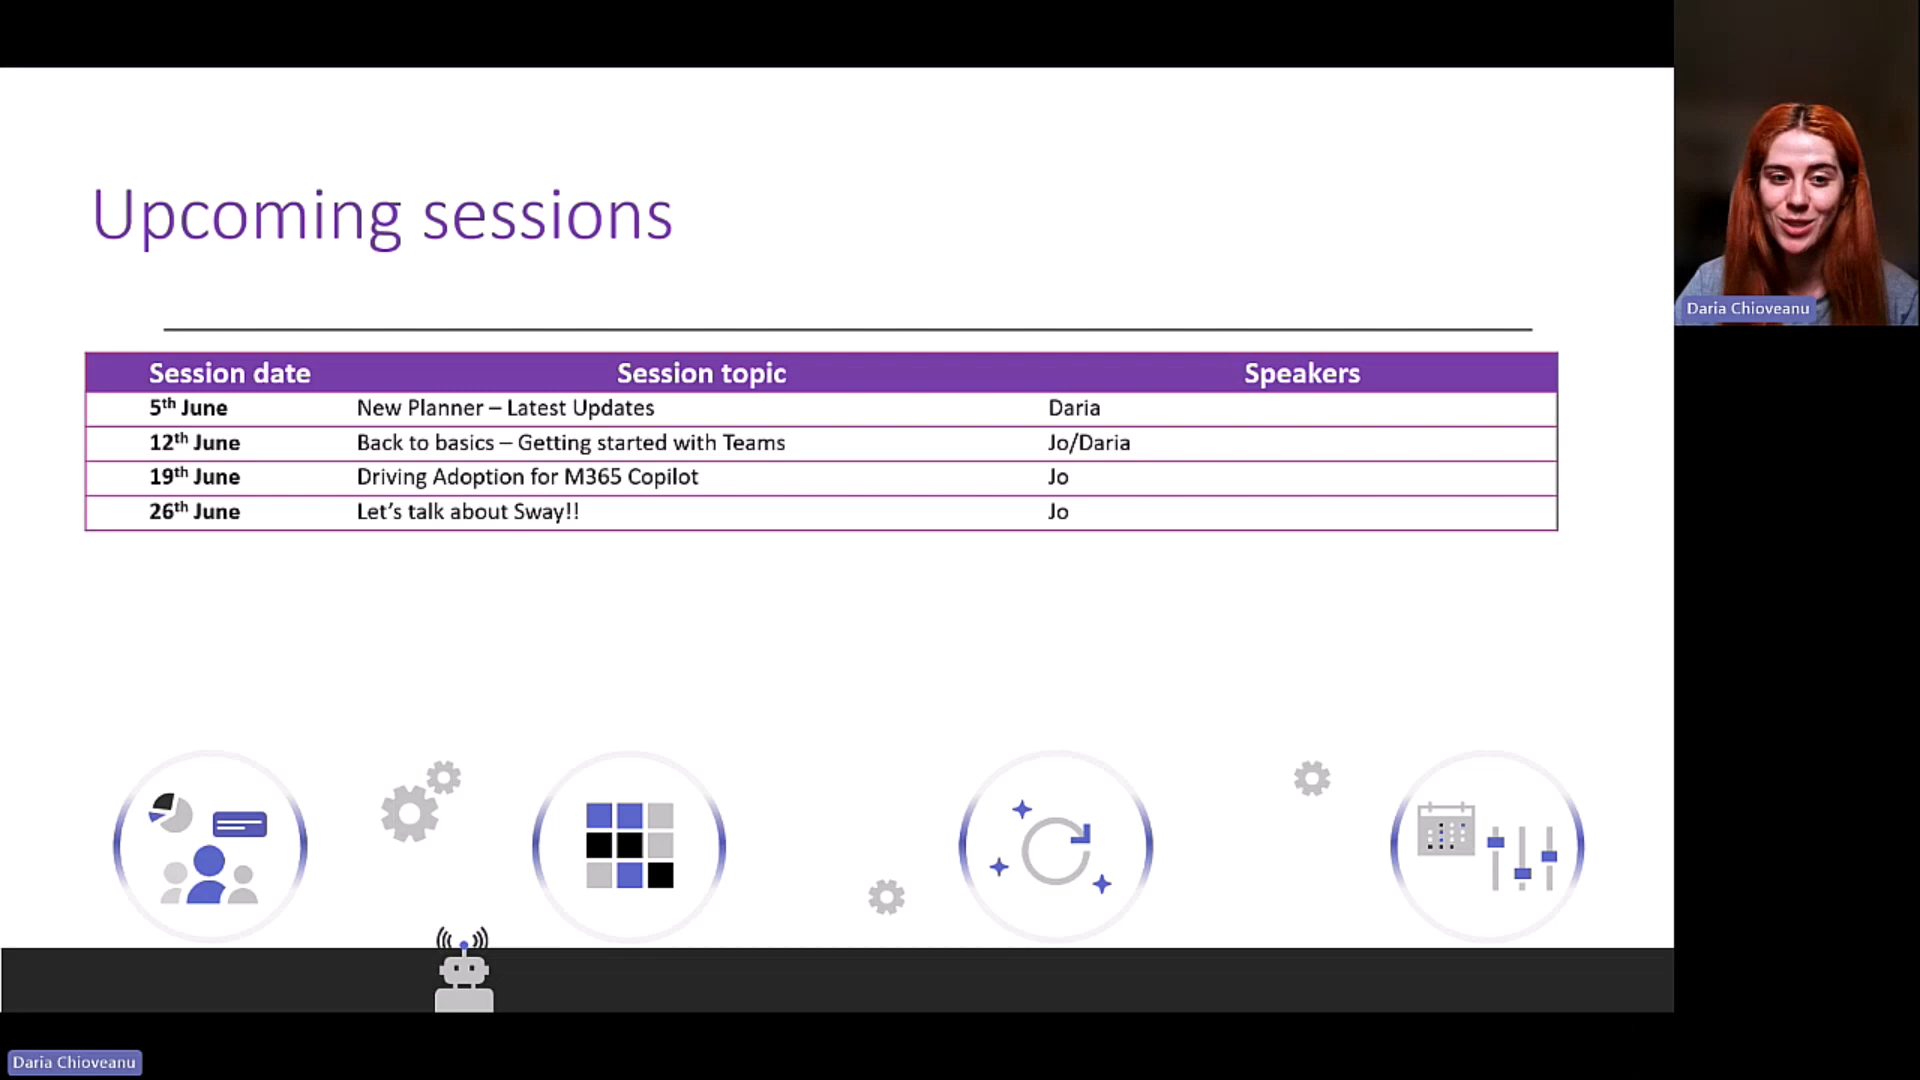 Upcoming sessions
Session date Session topic Speakers
5th June New Planner – Latest Updates Daria
12th June Back to basics – Getting started with Teams Jo/Daria
19th June Driving Adoption for M365 Copilot Jo
26th June Let’s talk about Sway!! Jo
Daria Chioveanu
Daria Chioveanu